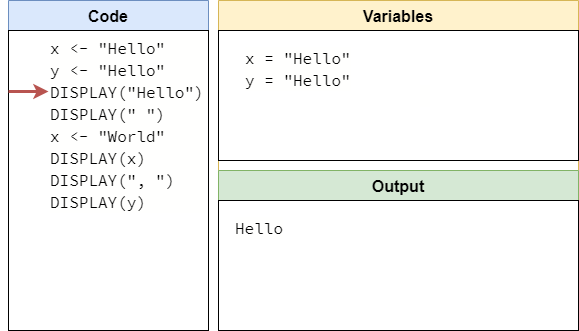 Code
x <- "Hello"
y <- "Hello"
DISPLAY("Hello")
DISPLAY(" ")
x <- "World"
DISPLAY(x)
DISPLAY(", ")
DISPLAY(y)
Variables
x = "Hello"
y = "Hello"
Output
Hello